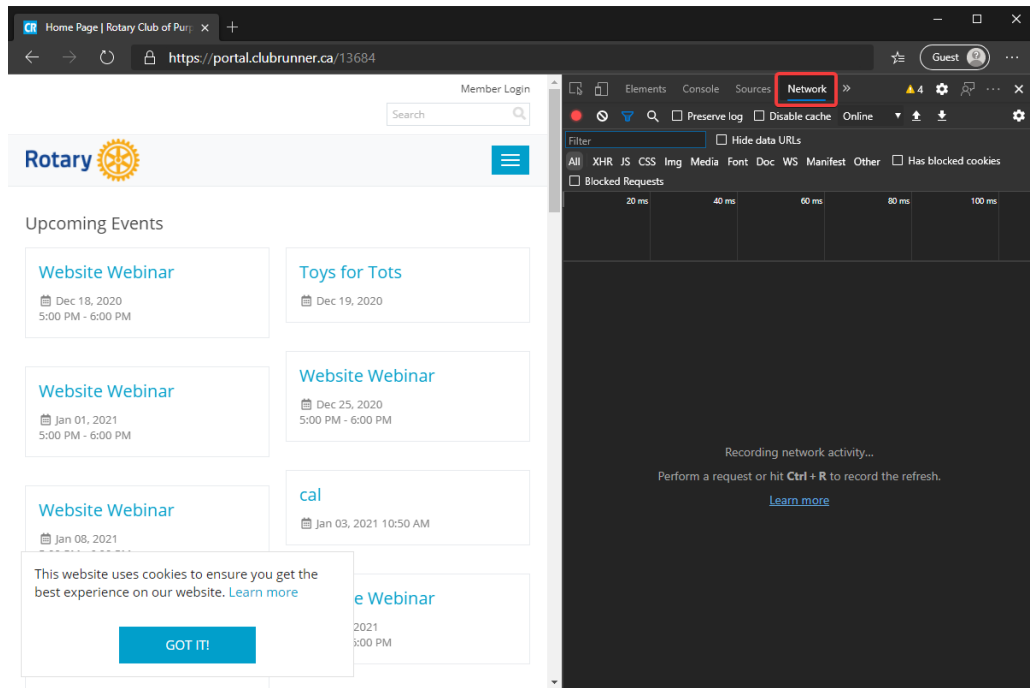 CR Home Page | Rotary Club of Purp
https://portal.clubrunner.ca/13684
Guest
Member Login
Search
Rotary
Upcoming Events
Website Webinar
Dec 18, 2020
5:00 PM - 6:00 PM
Toys for Tots
Dec 19, 2020
Website Webinar
Jan 01, 2021
5:00 PM - 6:00 PM
Website Webinar
Dec 25, 2020
5:00 PM - 6:00 PM
Website Webinar
Jan 08, 2021
cal
Jan 03, 2021 10:50 AM
e Webinar
2021
6:00 PM
This website uses cookies to ensure you get the
best experience on our website. Learn more
GOT IT!
Elements Console Sources Network » 4
Preserve log Disable cache Online
Filter Hide data URLs
All XHR JS CSS Img Media Font Doc WS Manifest Other Has blocked cookies
Blocked Requests
20 ms 40 ms 60 ms 80 ms 100 ms
Recording network activity...
Perform a request or hit Ctrl + R to record the refresh.
Learn more